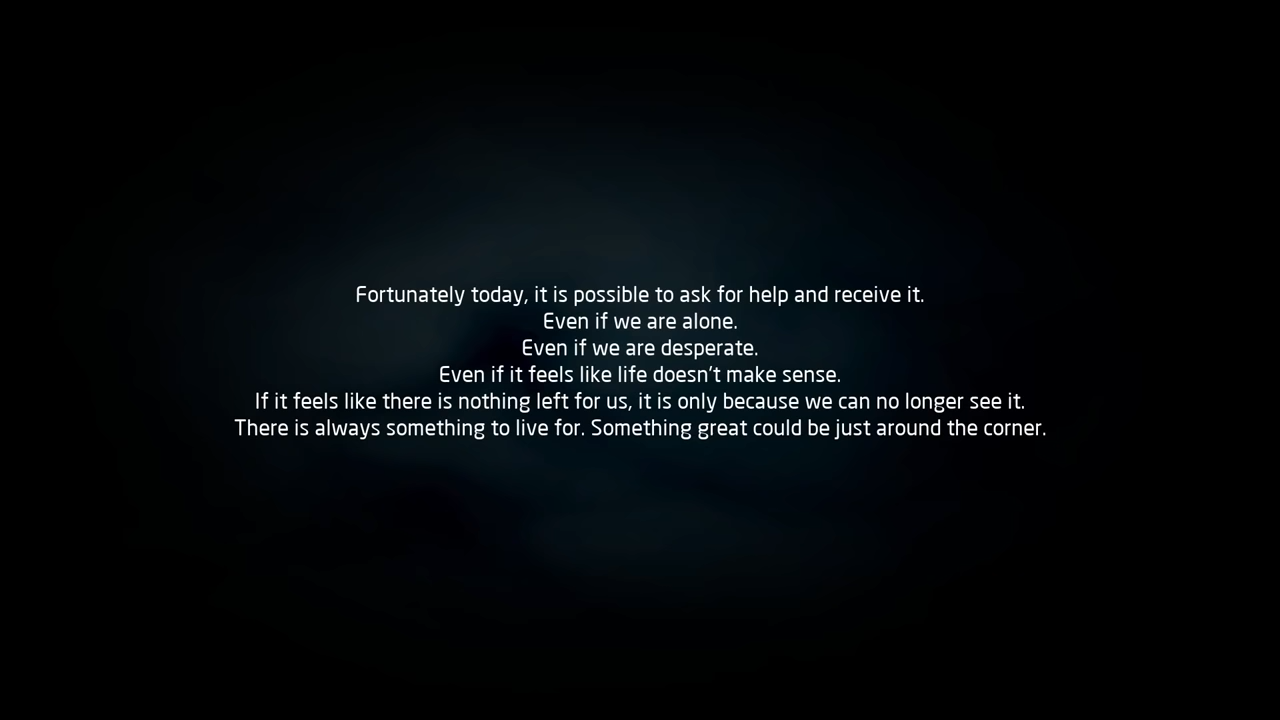 Fortunately today, it is possible to ask for help and receive it.
Even if we are alone.
Even if we are desperate.
Even if it feels like life doesn't make sense.
If it feels like there is nothing left for us, it is only because we can no longer see it.
There is always something to live for. Something great could be just around the corner.